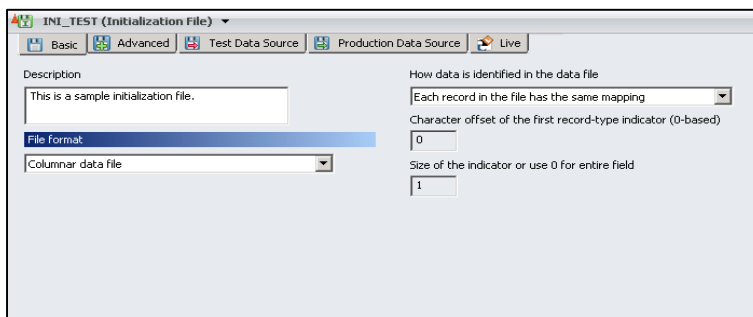 INI_TEST (Initialization File)
Basic Advanced Test Data Source Production Data Source Live
Description
This is a sample initialization file.
File format
Columnar data file
How data is identified in the data file
Each record in the file has the same mapping
Character offset of the first record-type indicator (0-based)
0
Size of the indicator or use 0 for entire field
1